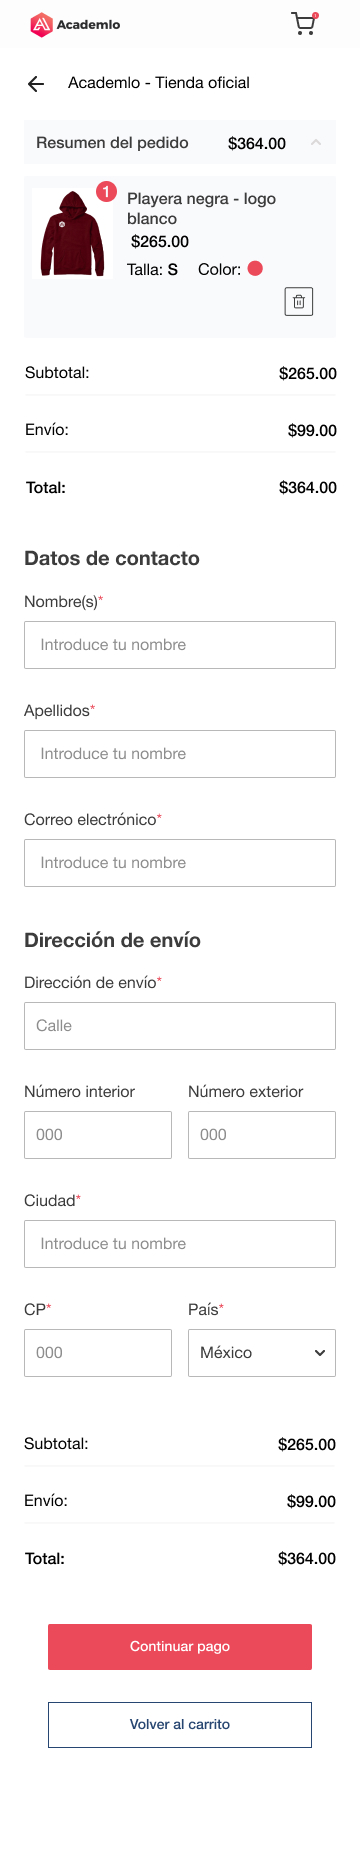 Academlo
Academlo - Tienda oficial
Resumen del pedido $364.00
1
Playera negra - logo
blanco
$265.00
Talla: S Color:
Subtotal: $265.00
Envío: $99.00
Total: $364.00
Datos de contacto
Nombre(s)*
Introduce tu nombre
Apellidos*
Introduce tu nombre
Correo electrónico*
Introduce tu nombre
Dirección de envío
Dirección de envío*
Calle
Número interior Número exterior
000 000
Ciudad*
Introduce tu nombre
CP* País*
000 México
Subtotal: $265.00
Envío: $99.00
Total: $364.00
Continuar pago
Volver al carrito